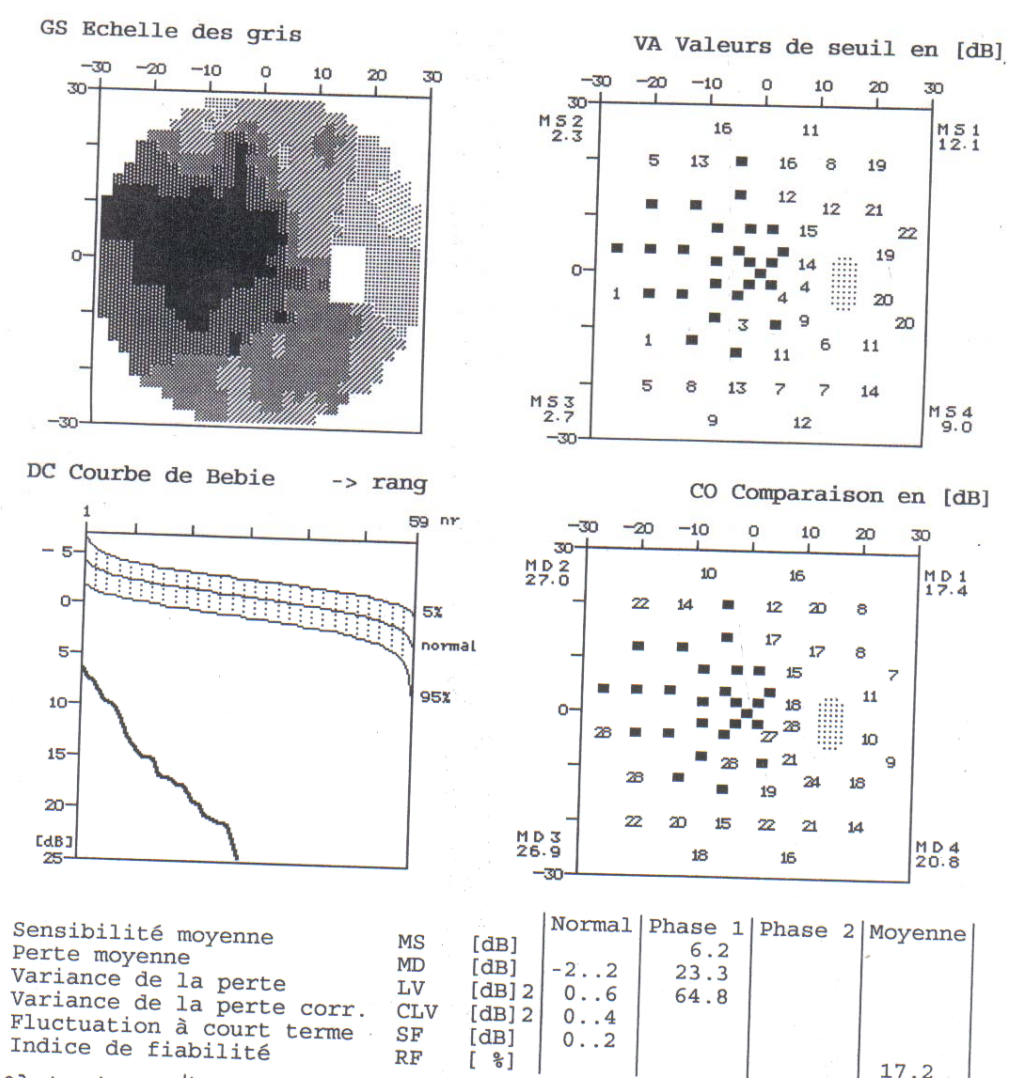 GS Echelle des gris
-30 -20 -10 0 10 20 30
30
0
-30
VA Valeurs de seuil en [dB]
-30 -20 -10 0 10 20 30
30
MS2
2.3
MS1
12.1
16 11
5 13 16 8 19
12
12 21
15 22
19
14
0
4
1 4 20
3 9 20
1 6 11
11
5 8 13 7 7 14
MS3
2.7
MS4
9.0
9 12
-30
DC Courbe de Bebie -> rang
1 59 nr
-5
0
5
10
15
20
[dB]
25
5%
normal
95%
CO Comparaison en [dB]
-30 -20 -10 0 10 20 30
30
MD2
27.0
MD1
17.4
10 16
22 14 12 20 8
17
17 8
15 7
11
18
0
28
28 27 10
28 21 9
28 24 18
19
22 20 15 22 21 14
MD3
26.9
MD4
20.8
18 16
-30
Normal Phase 1 Phase 2 Moyenne
Sensibilité moyenne MS [dB] 6.2
Perte moyenne MD [dB] -2..2 23.3
Variance de la perte LV [dB]2 0..6 64.8
Variance de la perte corr. CLV [dB]2 0..4
Fluctuation à court terme SF [dB] 0..2
Indice de fiabilité RF [ %] 17.2